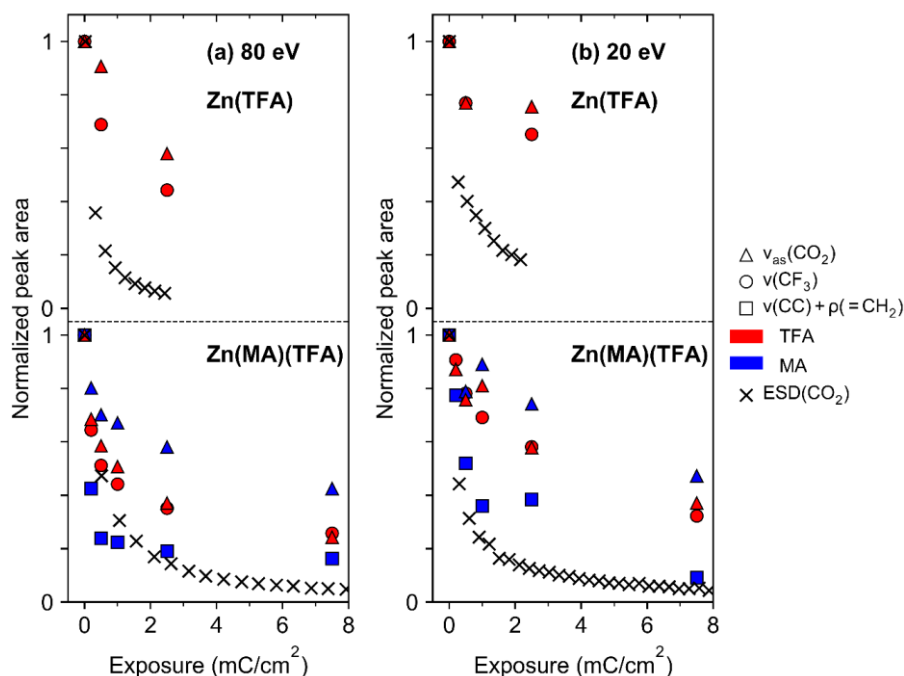 Normalized peak area
1
(a) 80 eV
Zn(TFA)
0
1
Zn(MA)(TFA)
0
0 2 4 6 8
Exposure (mC/cm²)
1
(b) 20 eV
Zn(TFA)
0
1
Zn(MA)(TFA)
0
0 2 4 6 8
Exposure (mC/cm²)
ν_as(CO₂)
ν(CF₃)
ν(CC) + ρ(=CH₂)
TFA
MA
ESD(CO₂)